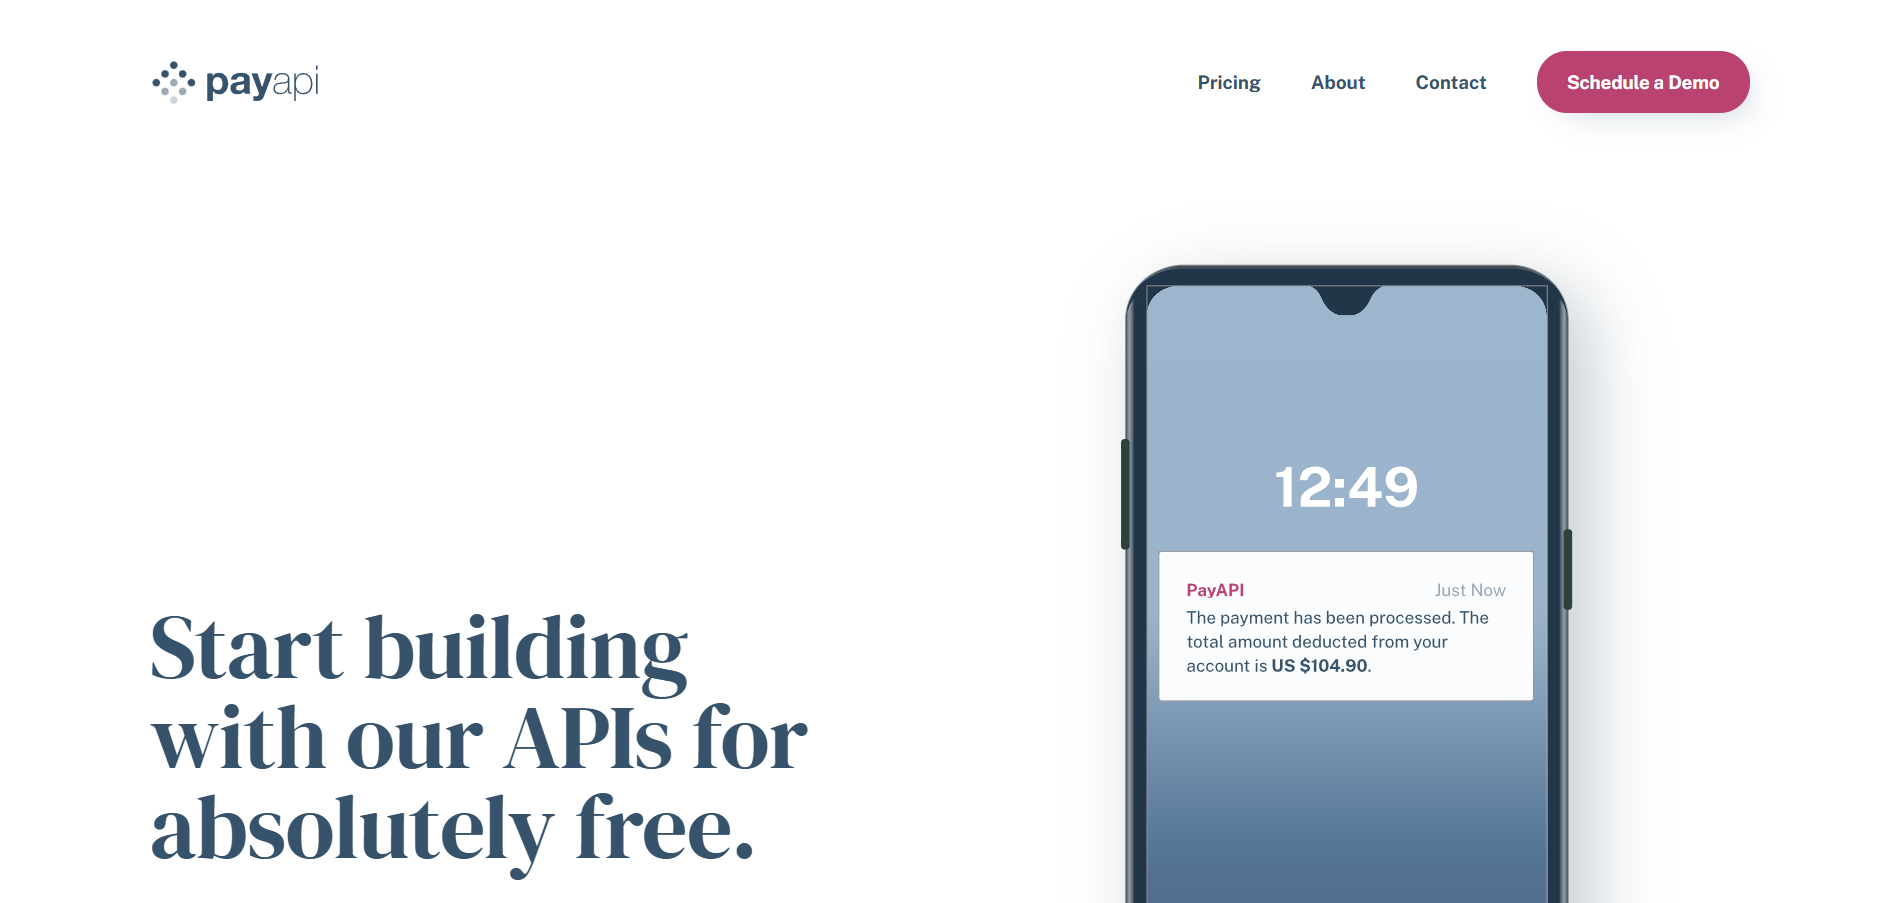 payapi
Pricing
About
Contact
Schedule a Demo
12:49
PayAPI
Just Now
The payment has been processed. The
total amount deducted from your
account is US $104.90.
Start building
with our APIs for
absolutely free.